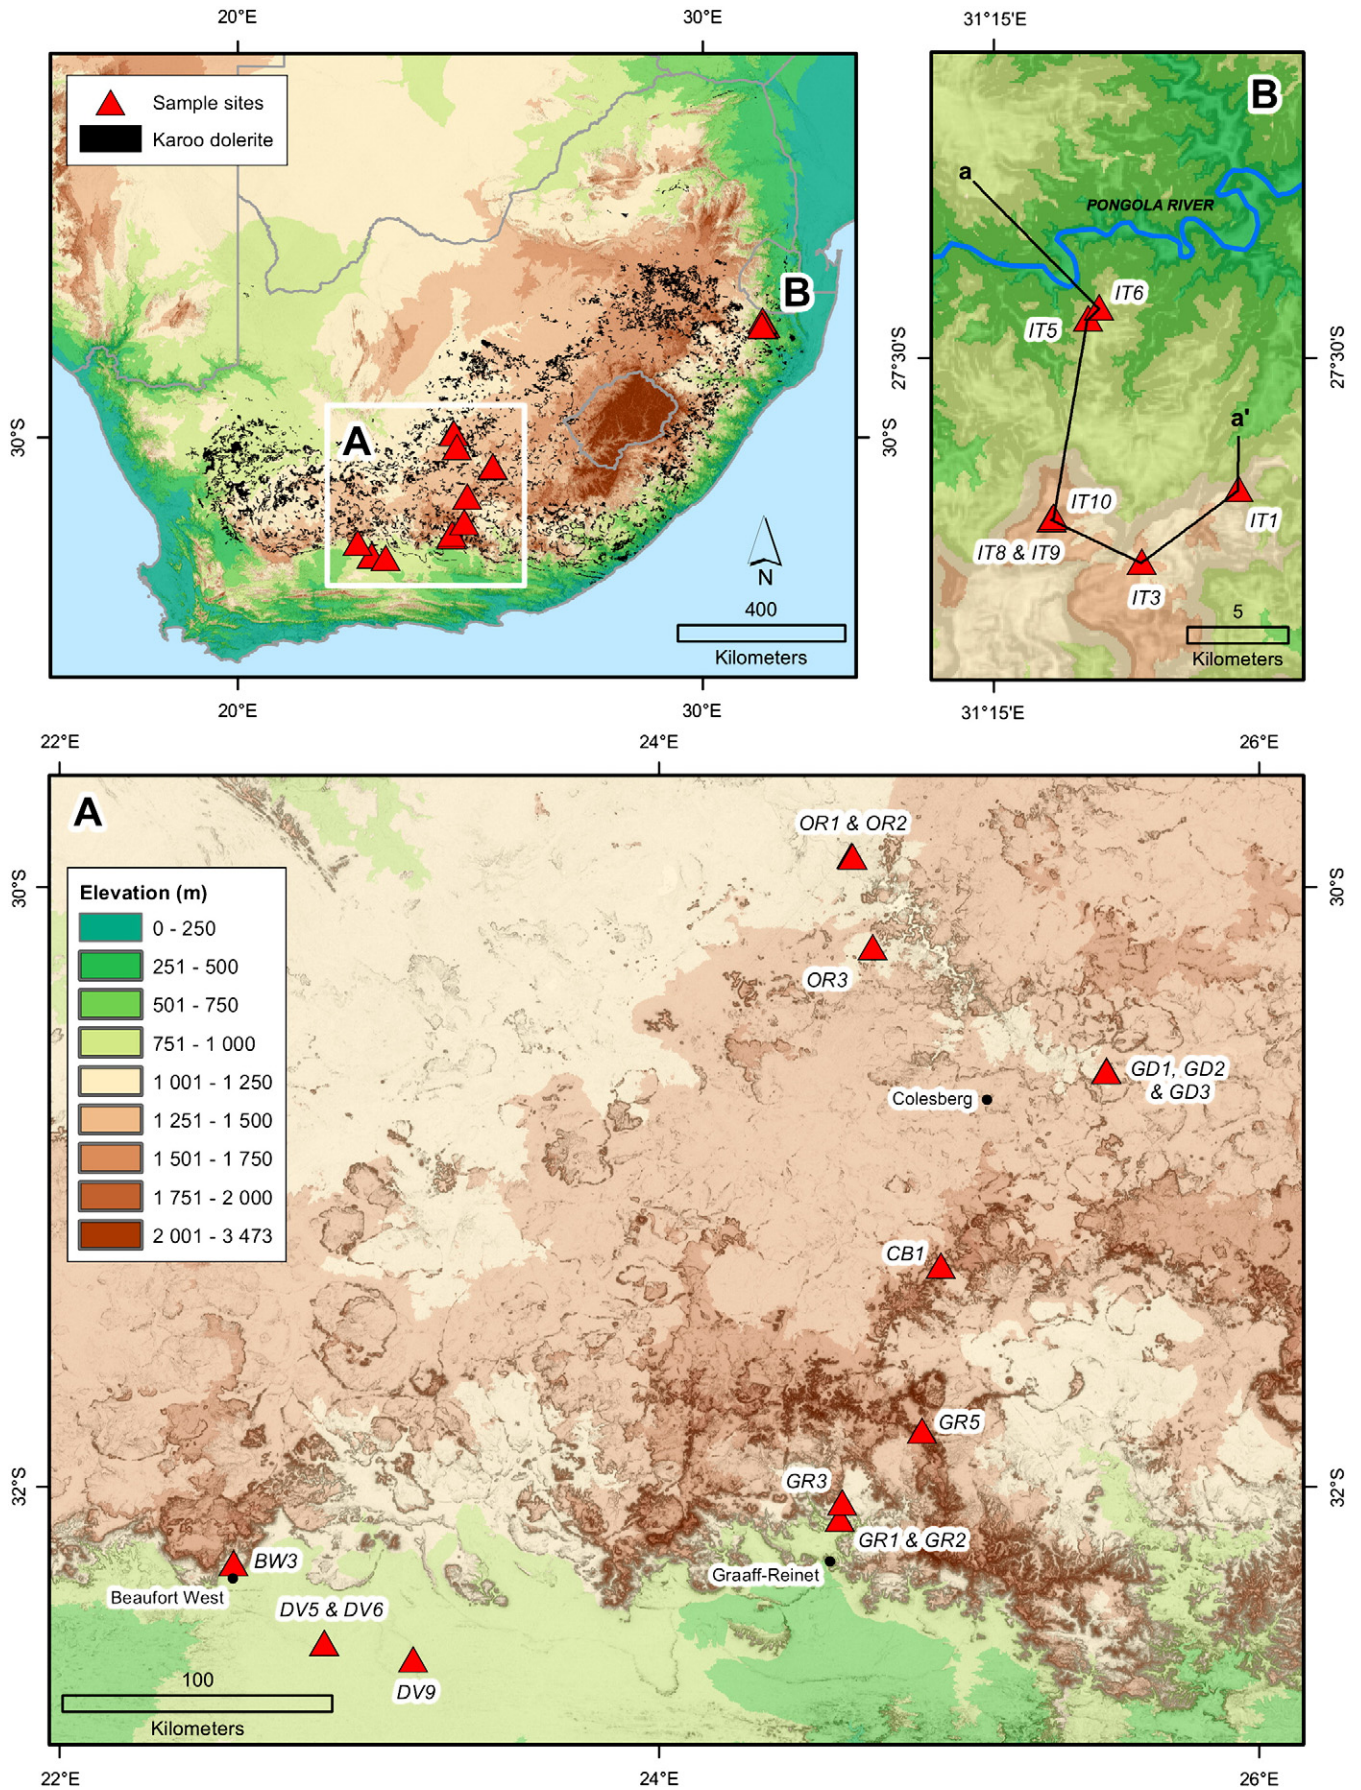 20°E
30°E
31°15'E
Sample sites
Karoo dolerite
B
A
30°S
30°S
N
400
Kilometers
20°E
30°E
B
a
PONGOLA RIVER
IT6
IT5
27°30'S
27°30'S
a'
IT10
IT1
IT8 & IT9
IT3
5
Kilometers
31°15'E
22°E
24°E
26°E
A
OR1 & OR2
30°S
30°S
Elevation (m)
0 - 250
251 - 500
501 - 750
751 - 1 000
1 001 - 1 250
1 251 - 1 500
1 501 - 1 750
1 751 - 2 000
2 001 - 3 473
OR3
GD1, GD2
& GD3
Colesberg
CB1
GR5
GR3
32°S
32°S
GR1 & GR2
BW3
Graaff-Reinet
Beaufort West
DV5 & DV6
DV9
100
Kilometers
22°E
24°E
26°E